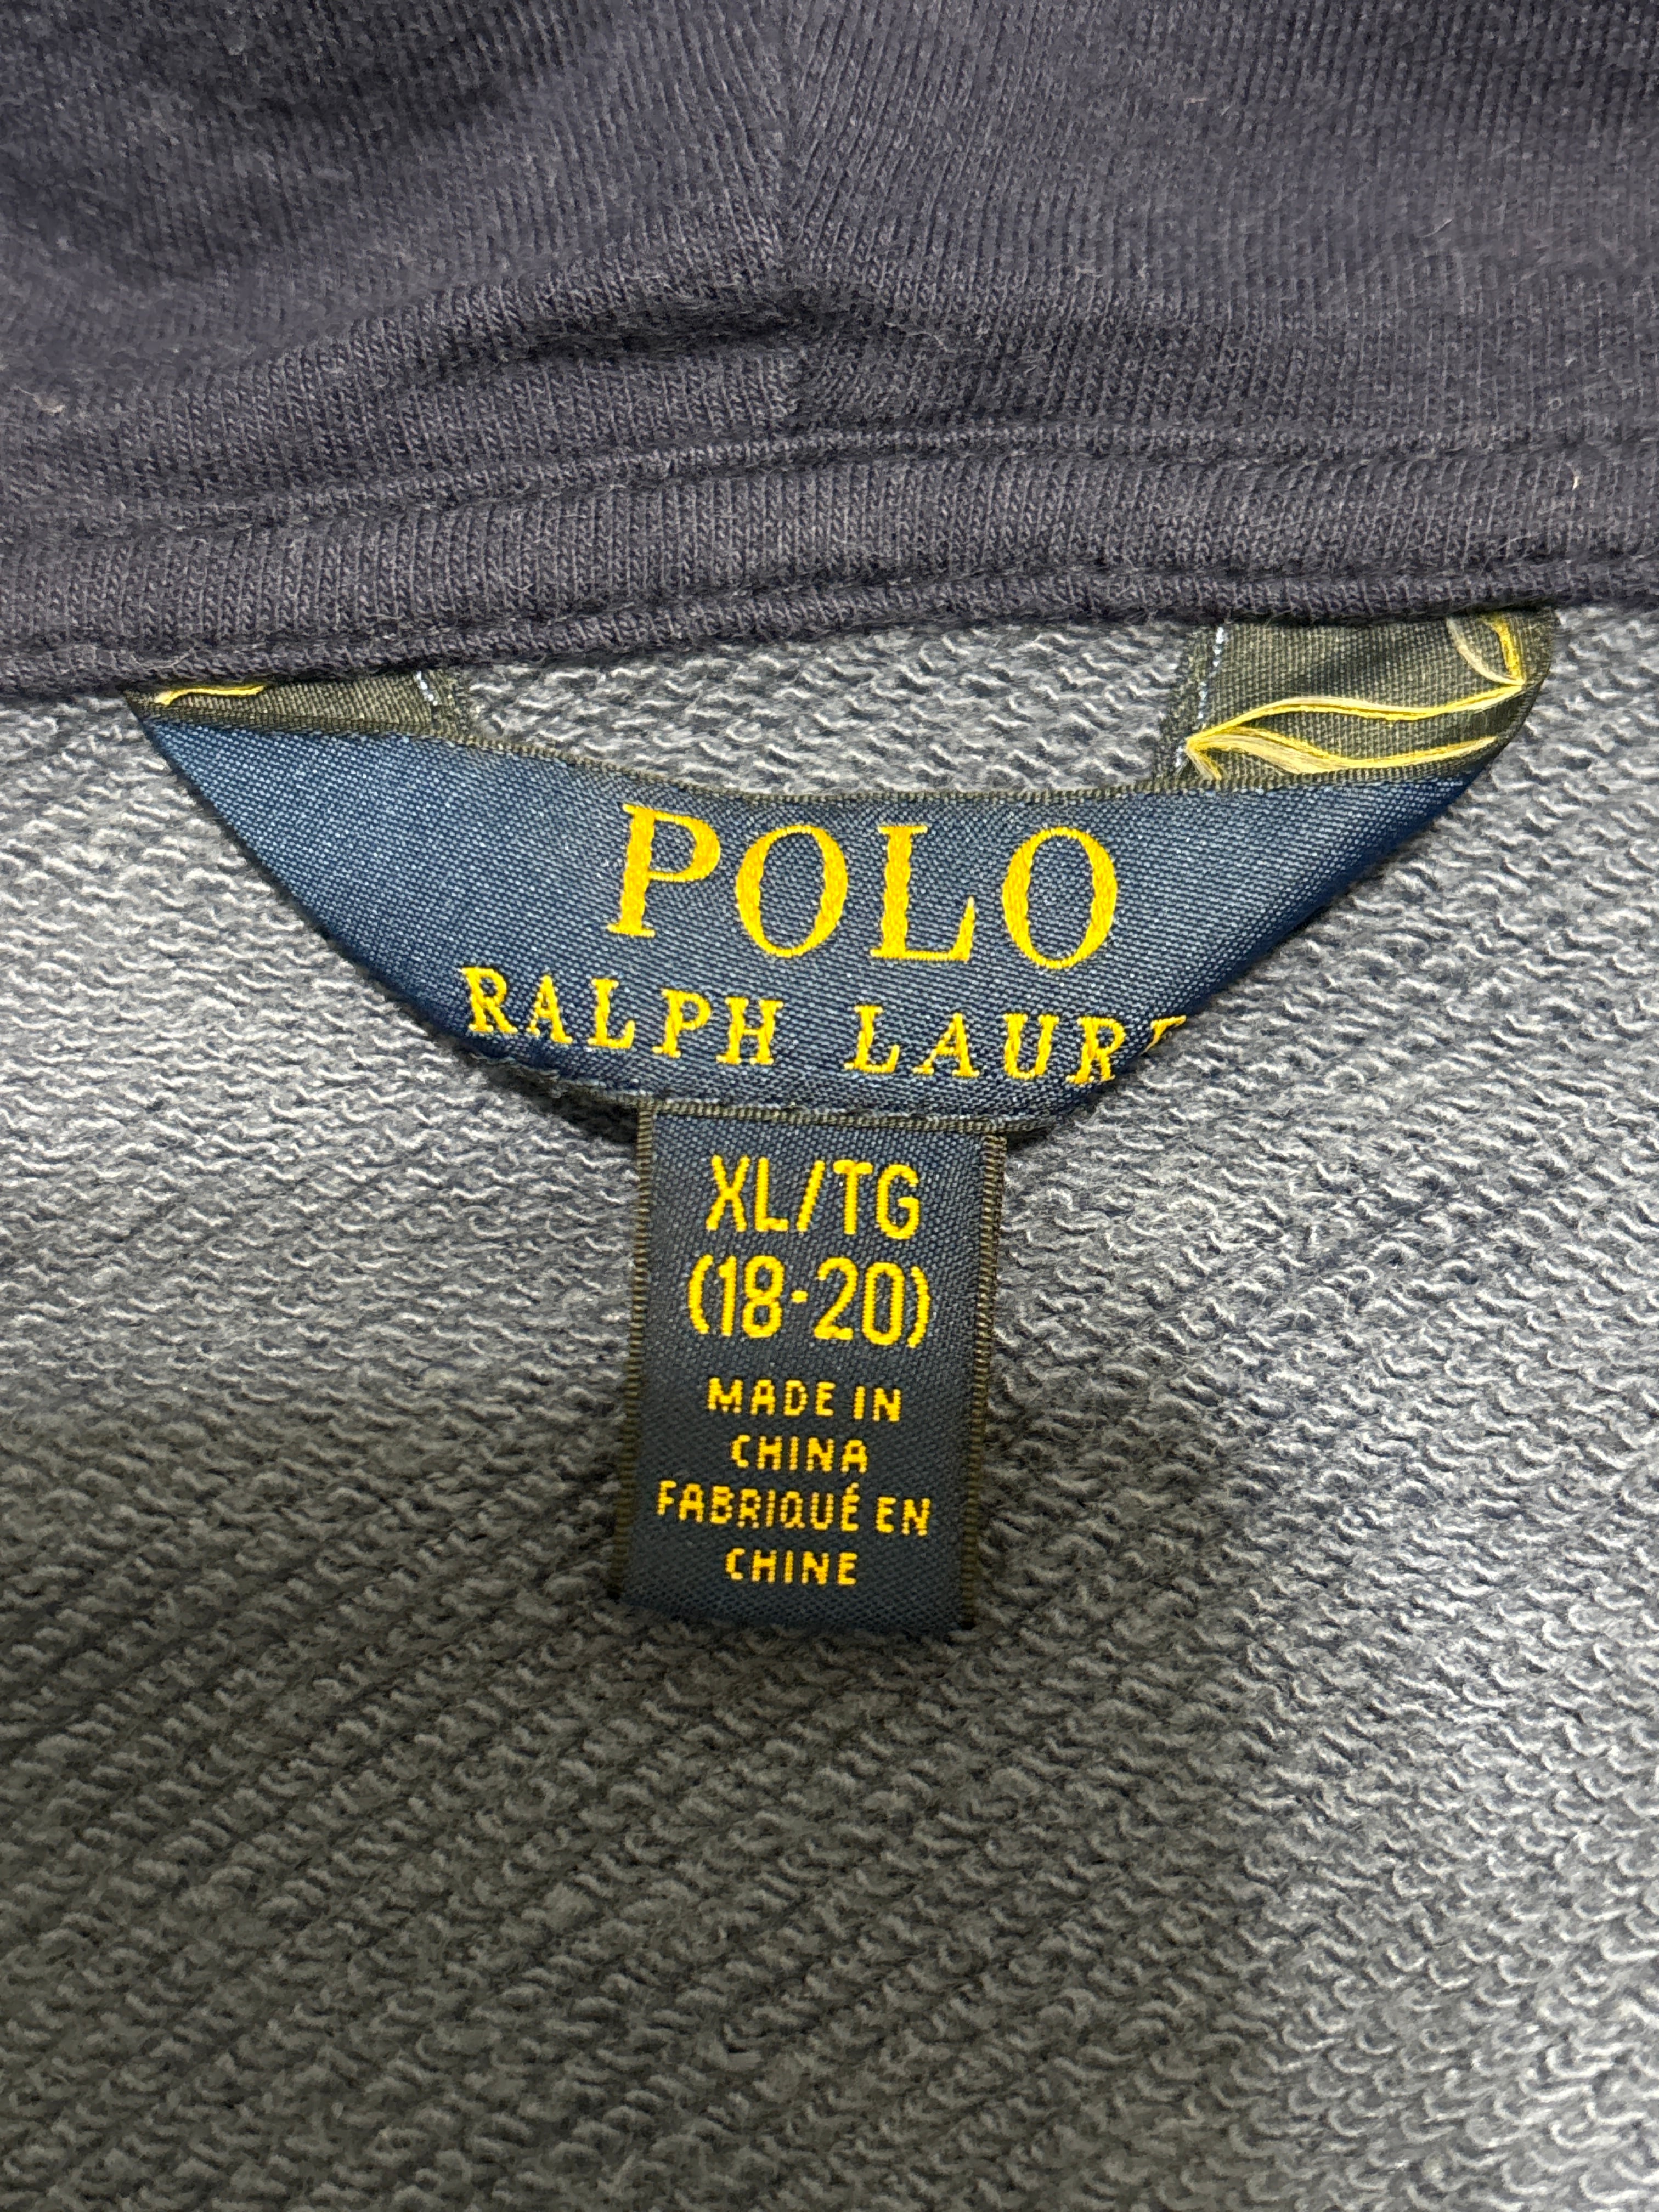 POLO
RALPH LAUR
XL/TG
(18-20)
MADE IN
CHINA
FABRIQUÉ EN
CHINE